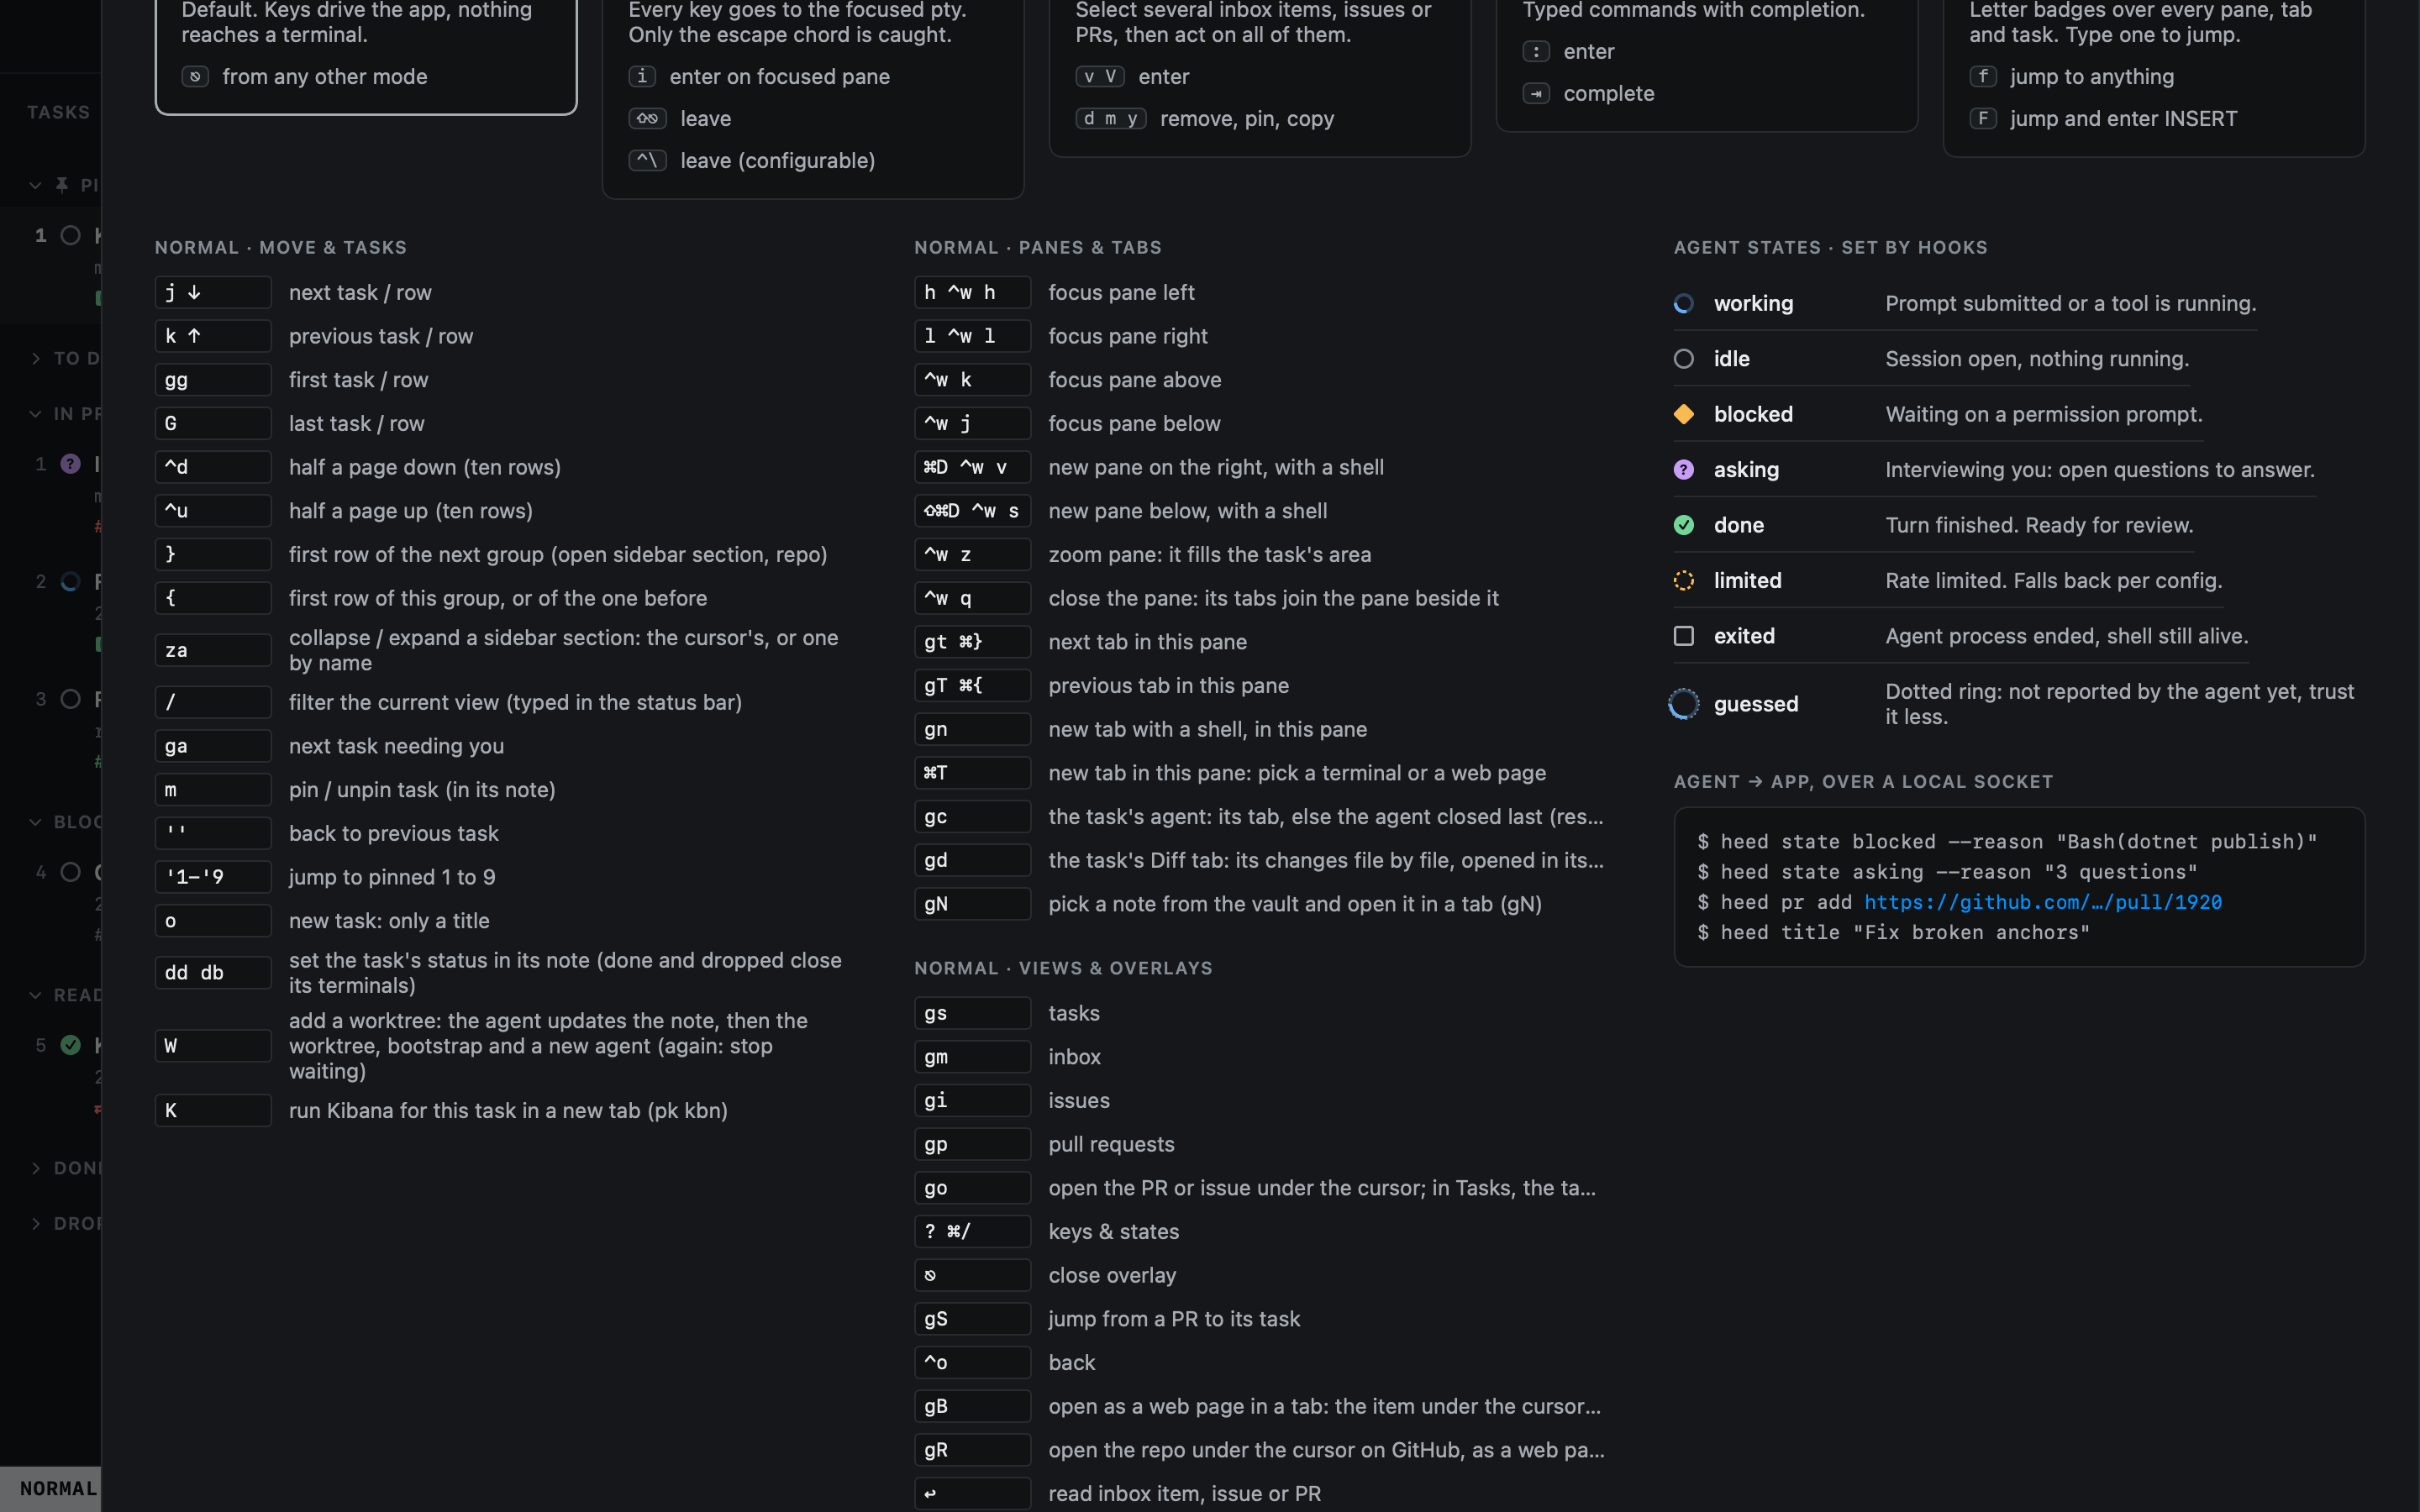 Default. Keys drive the app, nothing
reaches a terminal.
⎋ from any other mode
Every key goes to the focused pty.
Only the escape chord is caught.
i enter on focused pane
⇧⎋ leave
^\ leave (configurable)
Select several inbox items, issues or
PRs, then act on all of them.
v V enter
d m y remove, pin, copy
Typed commands with completion.
: enter
⇥ complete
Letter badges over every pane, tab
and task. Type one to jump.
f jump to anything
F jump and enter INSERT
TASKS
PI
1
TO D
IN PR
1
2
3
BLOC
4
READ
5
DON
DROP
NORMAL
NORMAL · MOVE & TASKS
j ↓ next task / row
k ↑ previous task / row
gg first task / row
G last task / row
^d half a page down (ten rows)
^u half a page up (ten rows)
} first row of the next group (open sidebar section, repo)
{ first row of this group, or of the one before
za collapse / expand a sidebar section: the cursor's, or one
by name
/ filter the current view (typed in the status bar)
ga next task needing you
m pin / unpin task (in its note)
'' back to previous task
'1–'9 jump to pinned 1 to 9
o new task: only a title
dd db set the task's status in its note (done and dropped close
its terminals)
W add a worktree: the agent updates the note, then the
worktree, bootstrap and a new agent (again: stop
waiting)
K run Kibana for this task in a new tab (pk kbn)
NORMAL · PANES & TABS
h ^w h focus pane left
l ^w l focus pane right
^w k focus pane above
^w j focus pane below
⌘D ^w v new pane on the right, with a shell
⇧⌘D ^w s new pane below, with a shell
^w z zoom pane: it fills the task's area
^w q close the pane: its tabs join the pane beside it
gt ⌘} next tab in this pane
gT ⌘{ previous tab in this pane
gn new tab with a shell, in this pane
⌘T new tab in this pane: pick a terminal or a web page
gc the task's agent: its tab, else the agent closed last (res…
gd the task's Diff tab: its changes file by file, opened in its…
gN pick a note from the vault and open it in a tab (gN)
NORMAL · VIEWS & OVERLAYS
gs tasks
gm inbox
gi issues
gp pull requests
go open the PR or issue under the cursor; in Tasks, the ta…
? ⌘/ keys & states
⎋ close overlay
gS jump from a PR to its task
^o back
gB open as a web page in a tab: the item under the cursor…
gR open the repo under the cursor on GitHub, as a web pa…
↩ read inbox item, issue or PR
AGENT STATES · SET BY HOOKS
working Prompt submitted or a tool is running.
idle Session open, nothing running.
blocked Waiting on a permission prompt.
? asking Interviewing you: open questions to answer.
done Turn finished. Ready for review.
limited Rate limited. Falls back per config.
exited Agent process ended, shell still alive.
guessed Dotted ring: not reported by the agent yet, trust
it less.
AGENT → APP, OVER A LOCAL SOCKET
$ heed state blocked --reason "Bash(dotnet publish)"
$ heed state asking --reason "3 questions"
$ heed pr add https://github.com/…/pull/1920
$ heed title "Fix broken anchors"